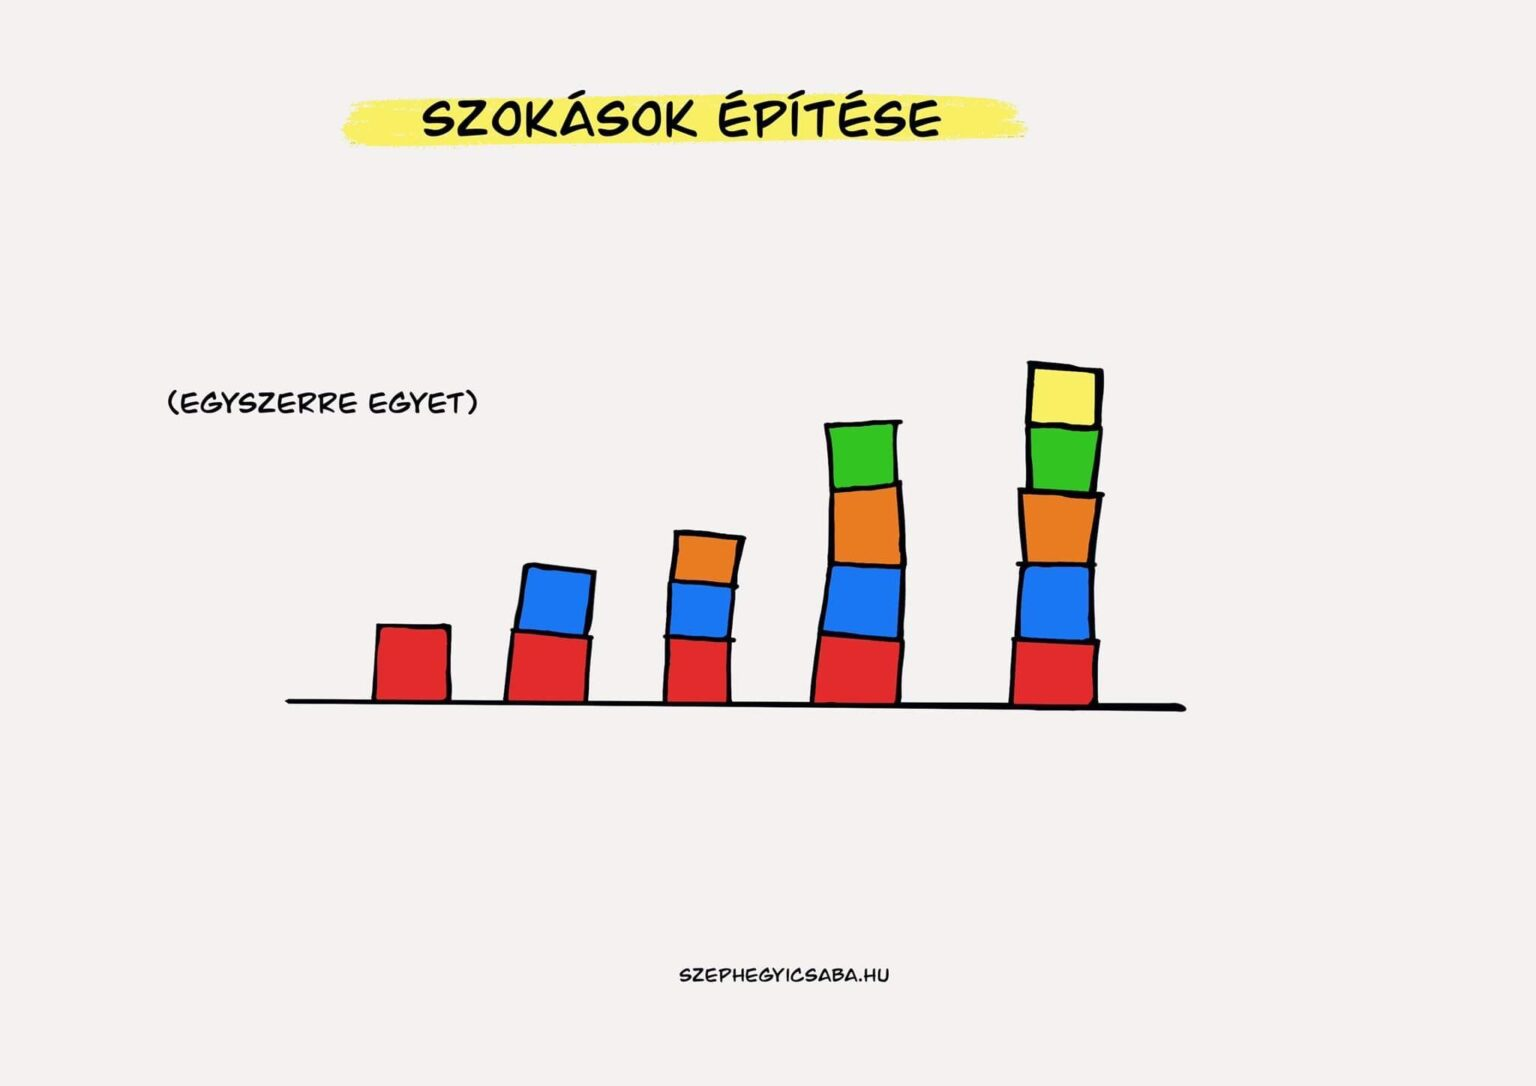 SZOKÁSOK ÉPÍTÉSE
(EGYSZERRE EGYET)
SZEPHEGYICSABA.HU